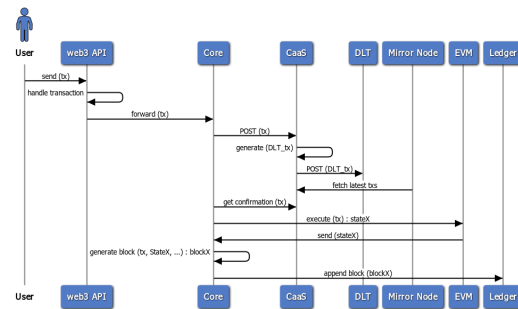 User
web3 API
Core
CaaS
DLT
Mirror Node
EVM
Ledger
send (tx)
handle transaction
forward (tx)
POST (tx)
generate (DLT_tx)
POST (DLT_tx)
fetch latest txs
get confirmation (tx)
execute (tx) : stateX
send (stateX)
generate block (tx, StateX, ...) : blockX
append block (blockX)
User
web3 API
Core
CaaS
DLT
Mirror Node
EVM
Ledger